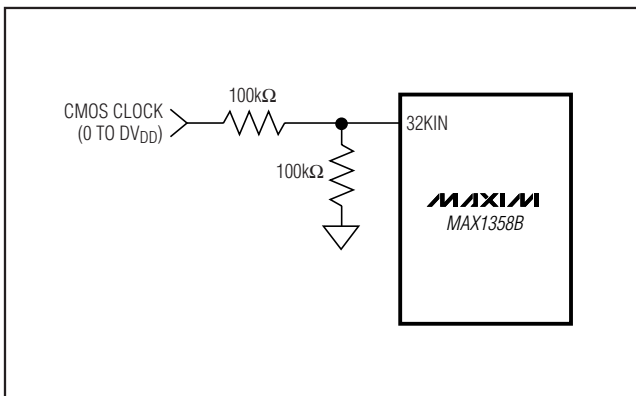 100kΩ
CMOS CLOCK
(0 TO DVDD)
32KIN
100kΩ
MAXIM
MAX1358B